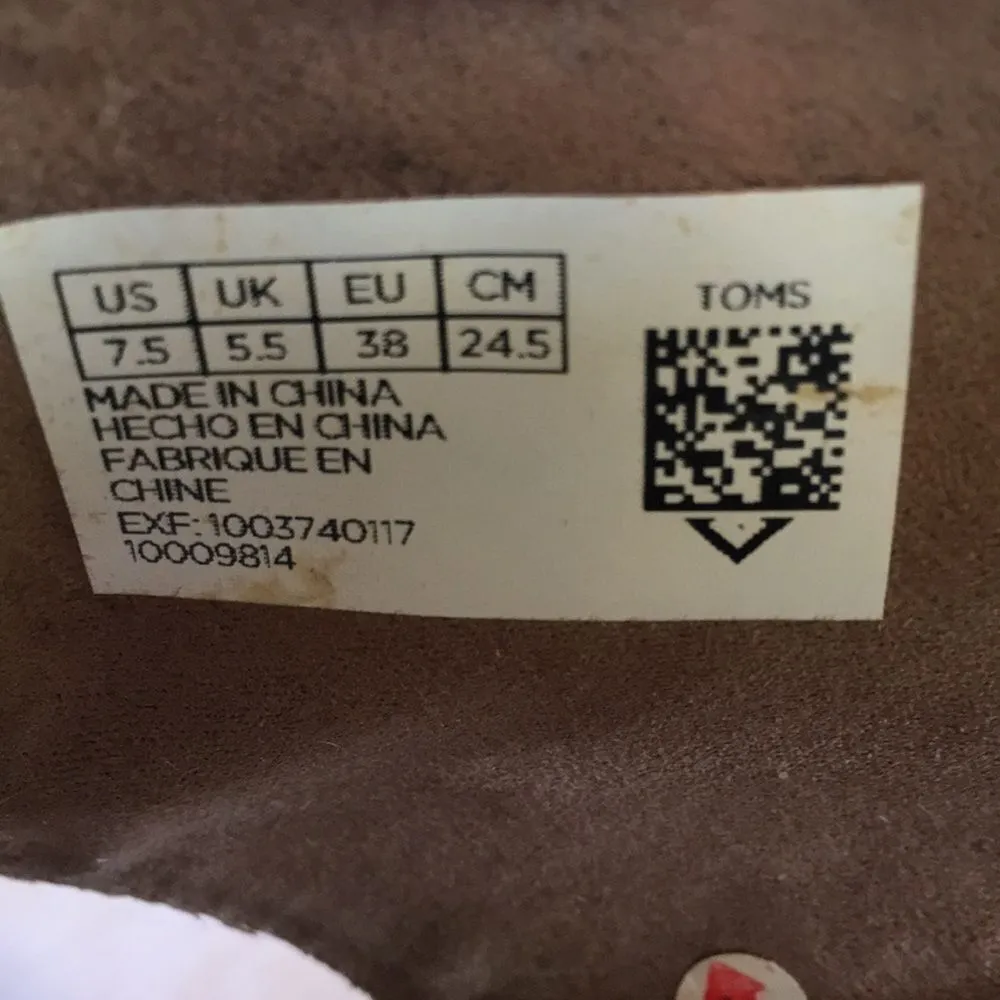 US UK EU CM
7.5 5.5 38 24.5
MADE IN CHINA
HECHO EN CHINA
FABRIQUE EN
CHINE
EXF: 1003740117
10009814
TOMS